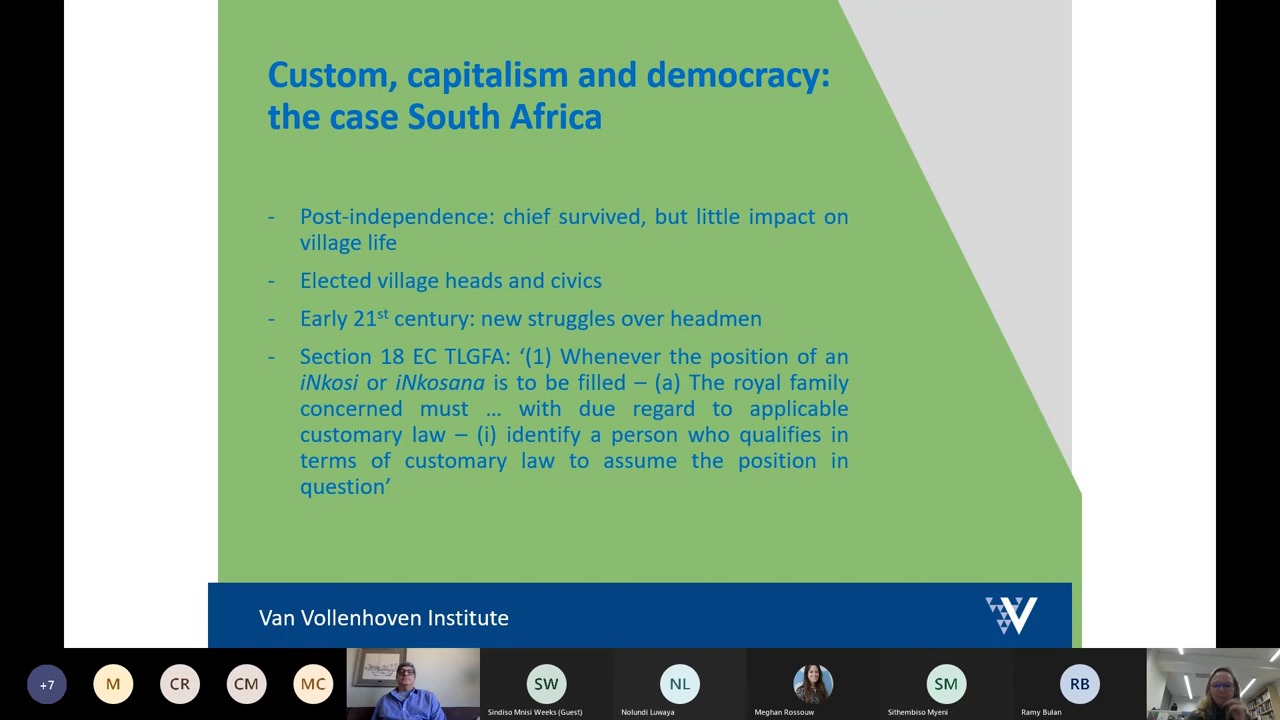 Custom, capitalism and democracy:
the case South Africa
- Post-independence: chief survived, but little impact on
village life
- Elected village heads and civics
- Early 21st century: new struggles over headmen
- Section 18 EC TLGFA: ‘(1) Whenever the position of an
iNkosi or iNkosana is to be filled – (a) The royal family
concerned must … with due regard to applicable
customary law – (i) identify a person who qualifies in
terms of customary law to assume the position in
question’
Van Vollenhoven Institute
V
+7
M
CR
CM
MC
SW
Sindiso Mnisi Weeks (Guest)
NL
Nolundi Luwaya
Meghan Rossouw
SM
Sithembiso Myeni
RB
Ramy Bulan